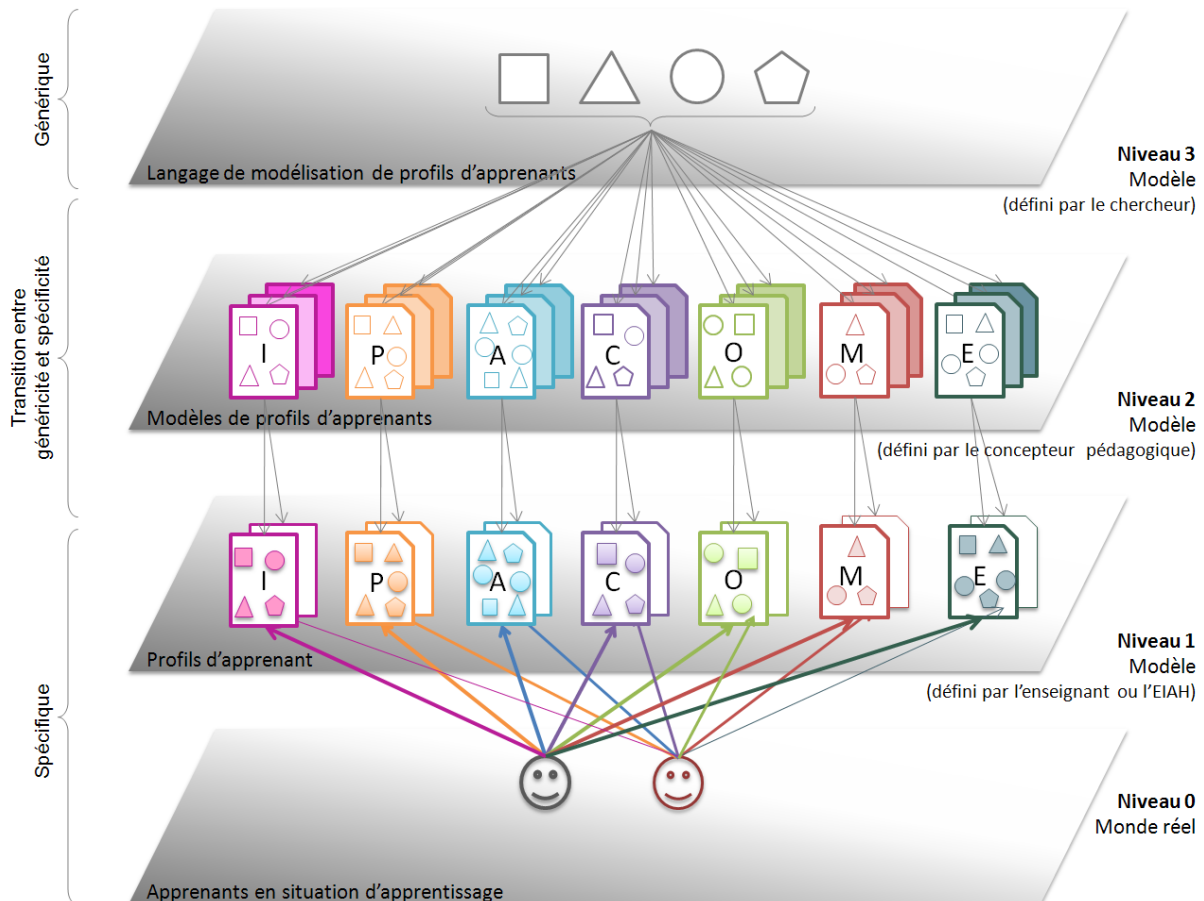 Générique
Langage de modélisation de profils d'apprenants
Niveau 3
Modèle
(défini par le chercheur)
Transition entre
généricité et spécificité
I
P
A
C
O
M
E
Modèles de profils d'apprenants
Niveau 2
Modèle
(défini par le concepteur pédagogique)
I
P
A
C
O
M
E
Profils d'apprenant
Niveau 1
Modèle
(défini par l'enseignant ou l'EIAH)
Spécifique
Niveau 0
Monde réel
Apprenants en situation d'apprentissage